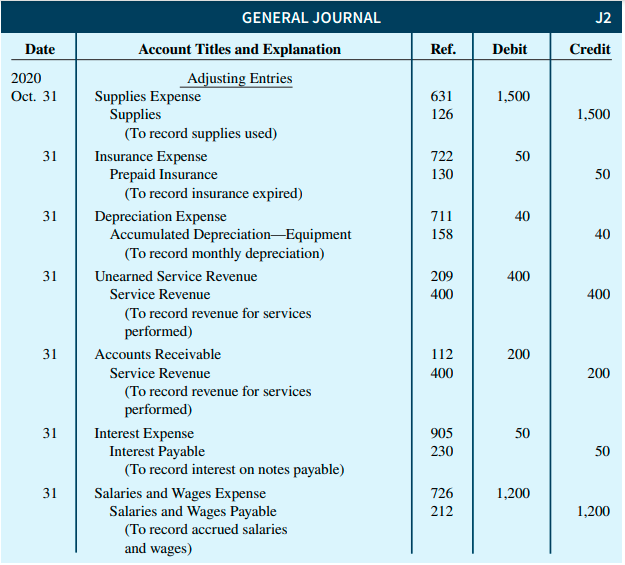 GENERAL JOURNAL J2
Date Account Titles and Explanation Ref. Debit Credit
2020 Adjusting Entries
Oct. 31 Supplies Expense 631 1,500
Supplies 126 1,500
(To record supplies used)
31 Insurance Expense 722 50
Prepaid Insurance 130 50
(To record insurance expired)
31 Depreciation Expense 711 40
Accumulated Depreciation—Equipment 158 40
(To record monthly depreciation)
31 Unearned Service Revenue 209 400
Service Revenue 400 400
(To record revenue for services
performed)
31 Accounts Receivable 112 200
Service Revenue 400 200
(To record revenue for services
performed)
31 Interest Expense 905 50
Interest Payable 230 50
(To record interest on notes payable)
31 Salaries and Wages Expense 726 1,200
Salaries and Wages Payable 212 1,200
(To record accrued salaries
and wages)